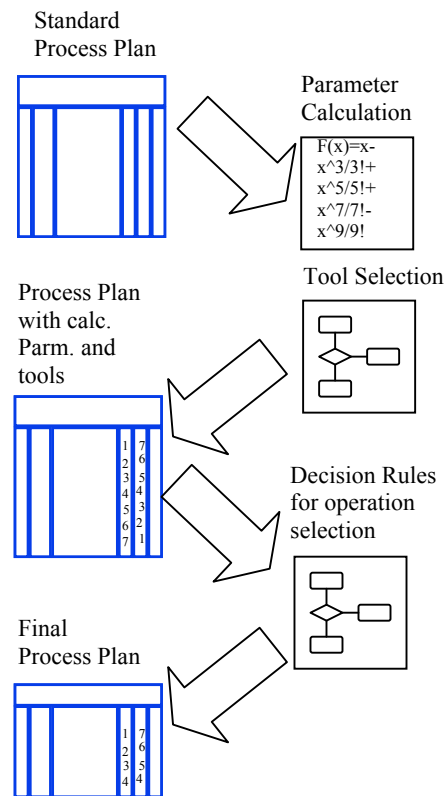 Standard
Process Plan
Parameter
Calculation
F(x)=x-
x^3/3!+
x^5/5!+
x^7/7!-
x^9/9!
Tool Selection
Process Plan
with calc.
Parm. and
tools
1 7
2 6
3 5
4 4
5 3
6 2
7 1
Decision Rules
for operation
selection
Final
Process Plan
1 7
2 6
3 5
4 4